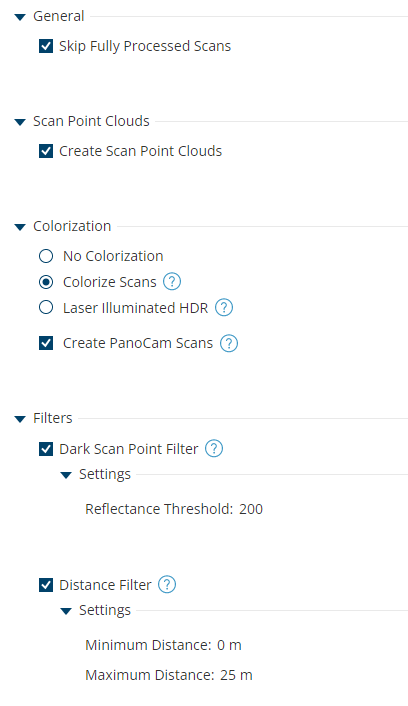 General
Skip Fully Processed Scans
Scan Point Clouds
Create Scan Point Clouds
Colorization
No Colorization
Colorize Scans ?
Laser Illuminated HDR ?
Create PanoCam Scans ?
Filters
Dark Scan Point Filter ?
Settings
Reflectance Threshold: 200
Distance Filter ?
Settings
Minimum Distance: 0 m
Maximum Distance: 25 m